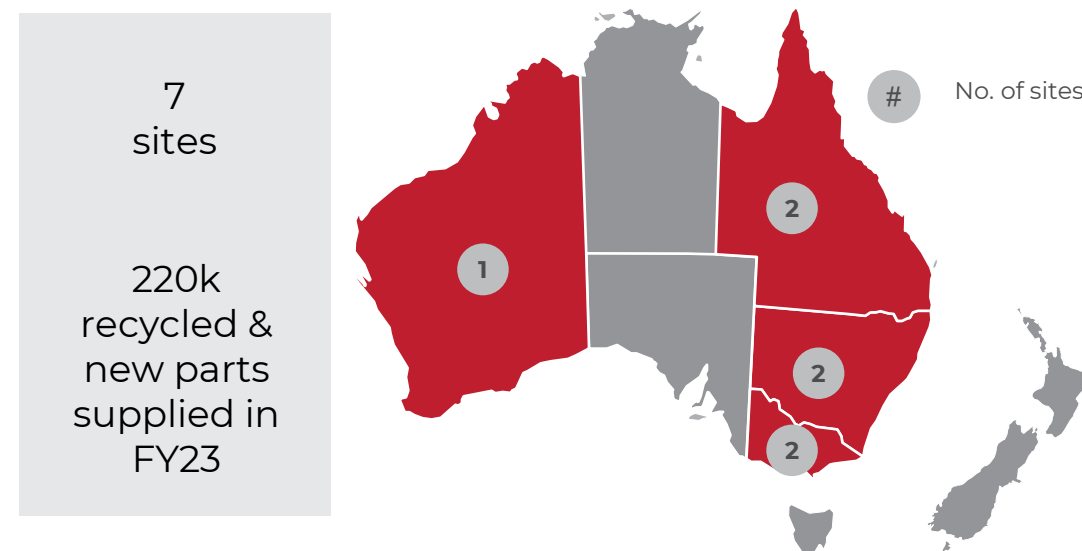 7
sites
220k
recycled &
new parts
supplied in
FY23
# No. of sites
2
1
2
2